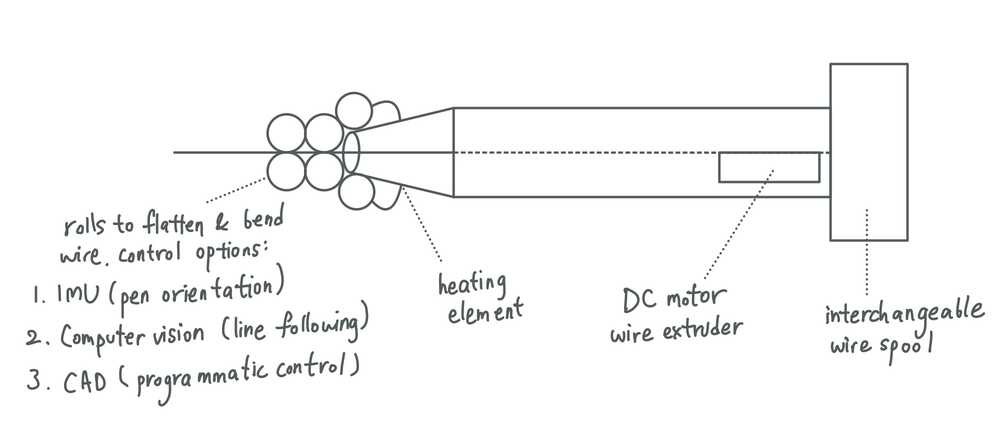 rolls to flatten & bend
wire. control options:
1. IMU (pen orientation)
2. Computer vision (line following)
3. CAD (programmatic control)
heating
element
DC motor
wire extruder
interchangeable
wire spool